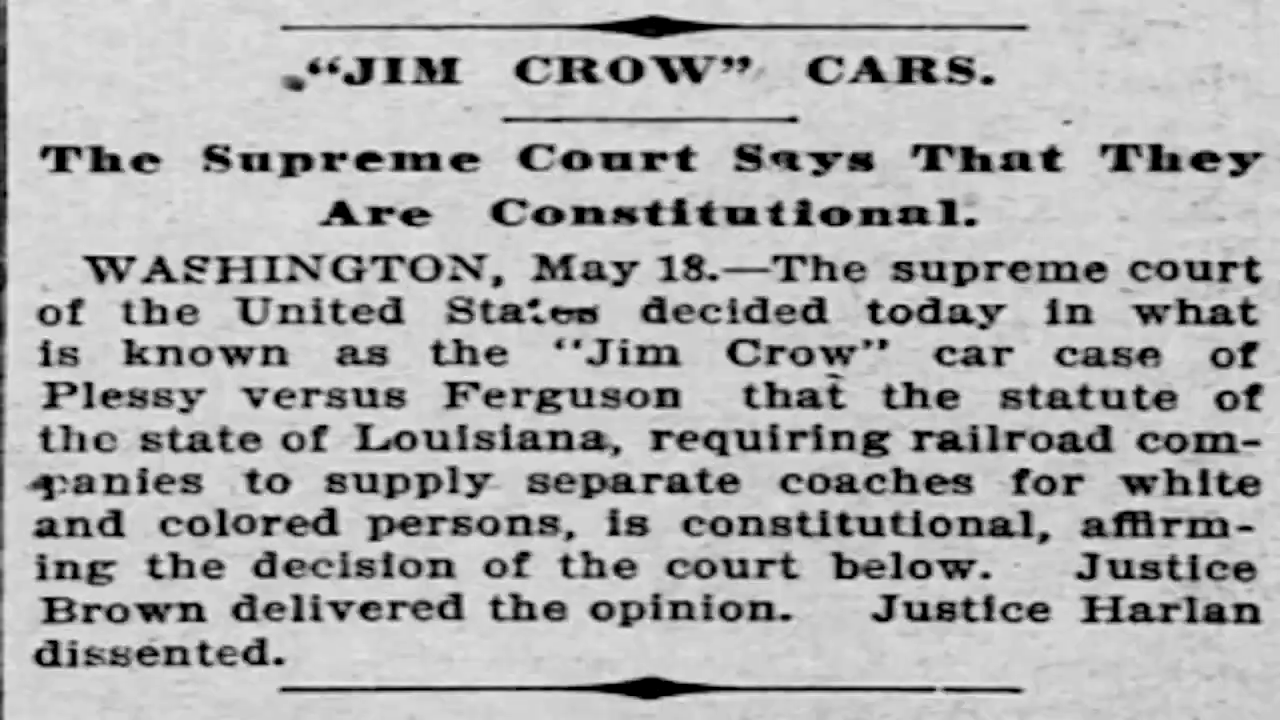 "JIM CROW" CARS.
The Supreme Court Says That They
Are Constitutional.
WASHINGTON, May 18.—The supreme court
of the United States decided today in what
is known as the "Jim Crow" car case of
Plessy versus Ferguson that the statute of
the state of Louisiana, requiring railroad com-
panies to supply separate coaches for white
and colored persons, is constitutional, affirm-
ing the decision of the court below. Justice
Brown delivered the opinion. Justice Harlan
dissented.